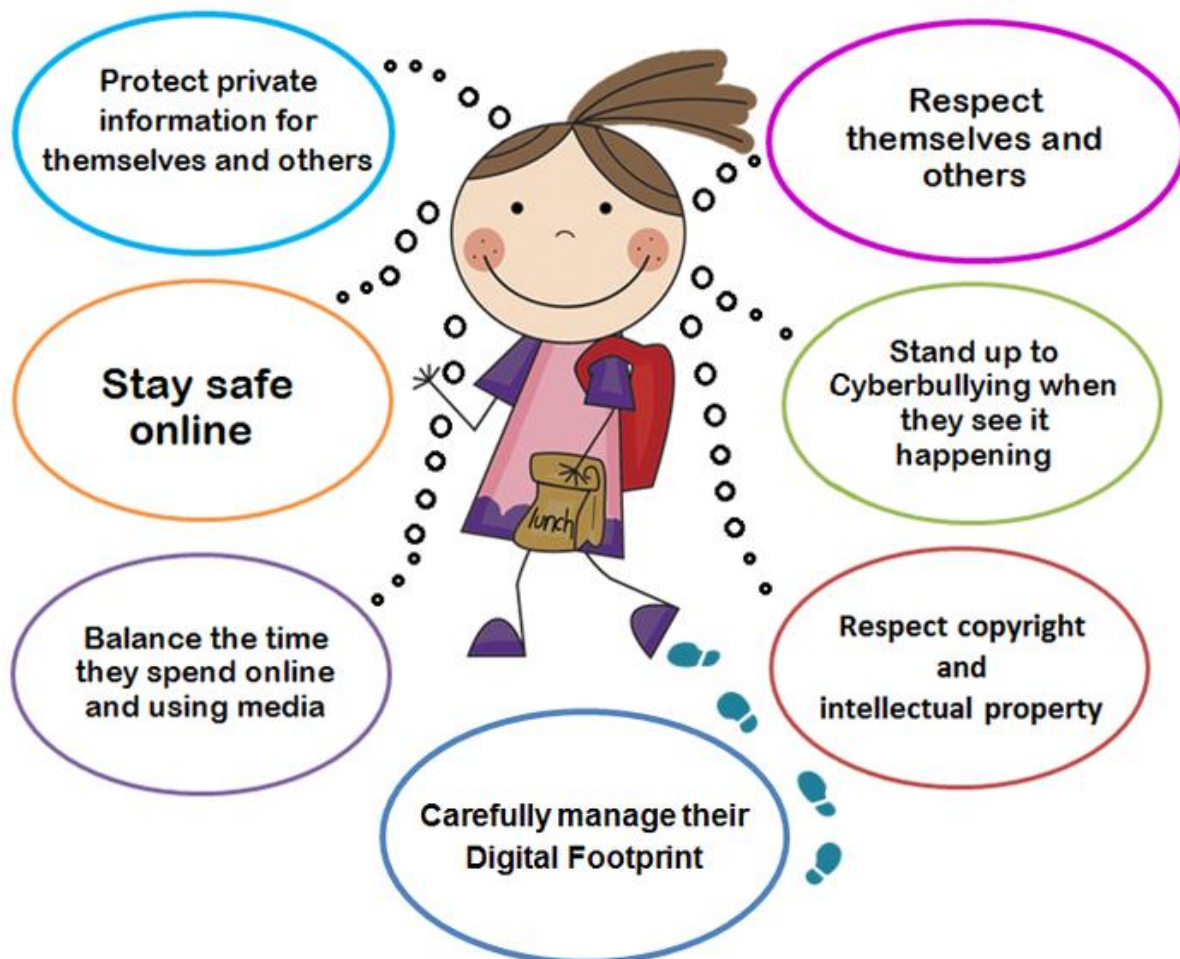 Protect private
information for
themselves and others
Respect
themselves and
others
Stay safe
online
Stand up to
Cyberbullying when
they see it
happening
lunch
Balance the time
they spend online
and using media
Respect copyright
and
intellectual property
Carefully manage their
Digital Footprint